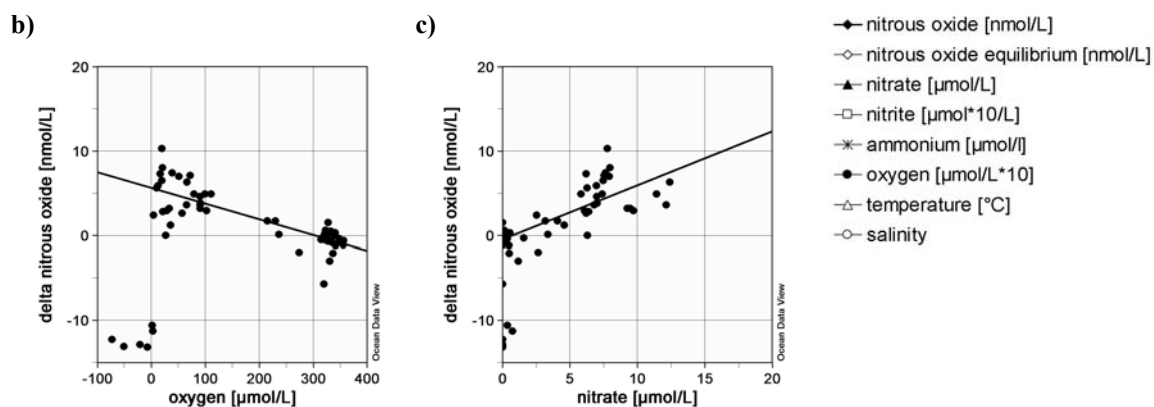 b)
20
10
0
-10
delta nitrous oxide [nmol/L]
-100 0 100 200 300 400
oxygen [µmol/L]
Ocean Data View
c)
20
10
0
-10
delta nitrous oxide [nmol/L]
0 5 10 15 20
nitrate [µmol/L]
Ocean Data View
nitrous oxide [nmol/L]
nitrous oxide equilibrium [nmol/L]
nitrate [µmol/L]
nitrite [µmol*10/L]
ammonium [µmol/l]
oxygen [µmol/L*10]
temperature [°C]
salinity